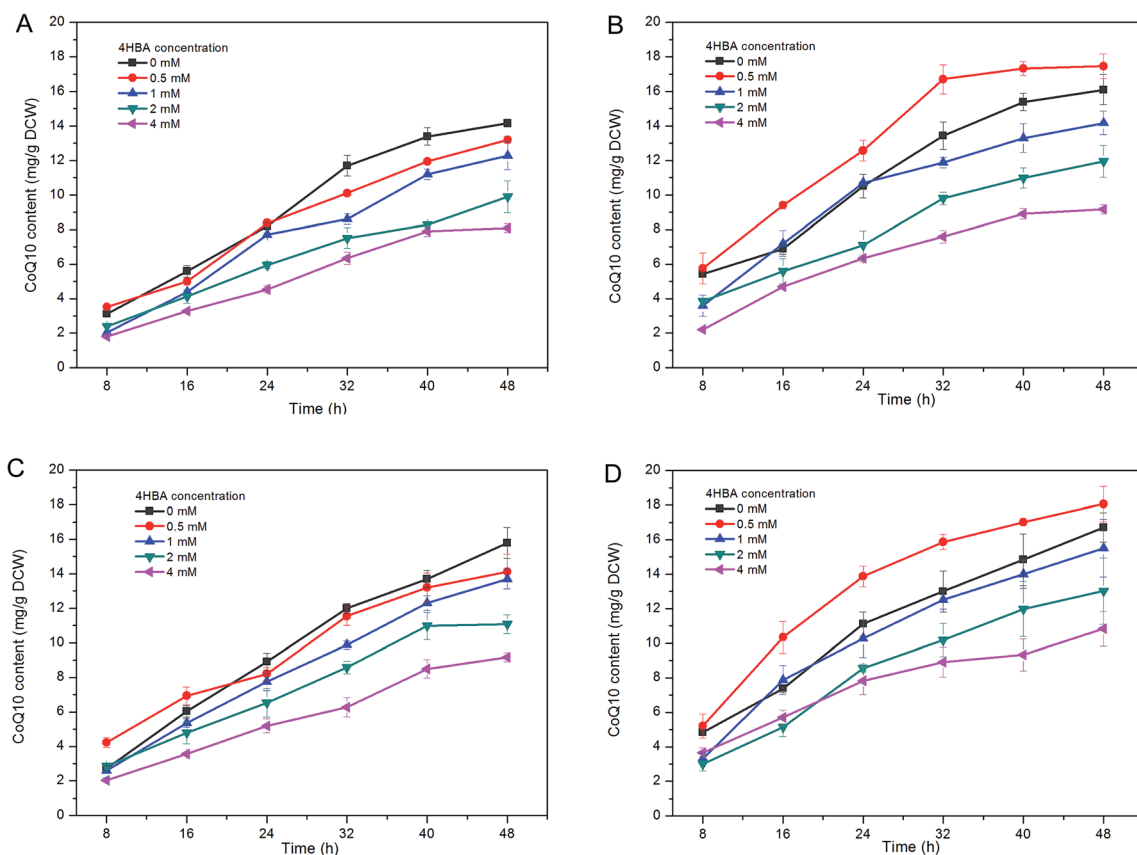 A
20
18
16
14
12
10
8
6
4
2
0
CoQ10 content (mg/g DCW)
4HBA concentration
0 mM
0.5 mM
1 mM
2 mM
4 mM
8 16 24 32 40 48
Time (h)
B
20
18
16
14
12
10
8
6
4
2
0
CoQ10 content (mg/g DCW)
4HBA concentration
0 mM
0.5 mM
1 mM
2 mM
4 mM
8 16 24 32 40 48
Time (h)
C
20
18
16
14
12
10
8
6
4
2
0
CoQ10 content (mg/g DCW)
4HBA concentration
0 mM
0.5 mM
1 mM
2 mM
4 mM
8 16 24 32 40 48
Time (h)
D
20
18
16
14
12
10
8
6
4
2
0
CoQ10 content (mg/g DCW)
4HBA concentration
0 mM
0.5 mM
1 mM
2 mM
4 mM
8 16 24 32 40 48
Time (h)